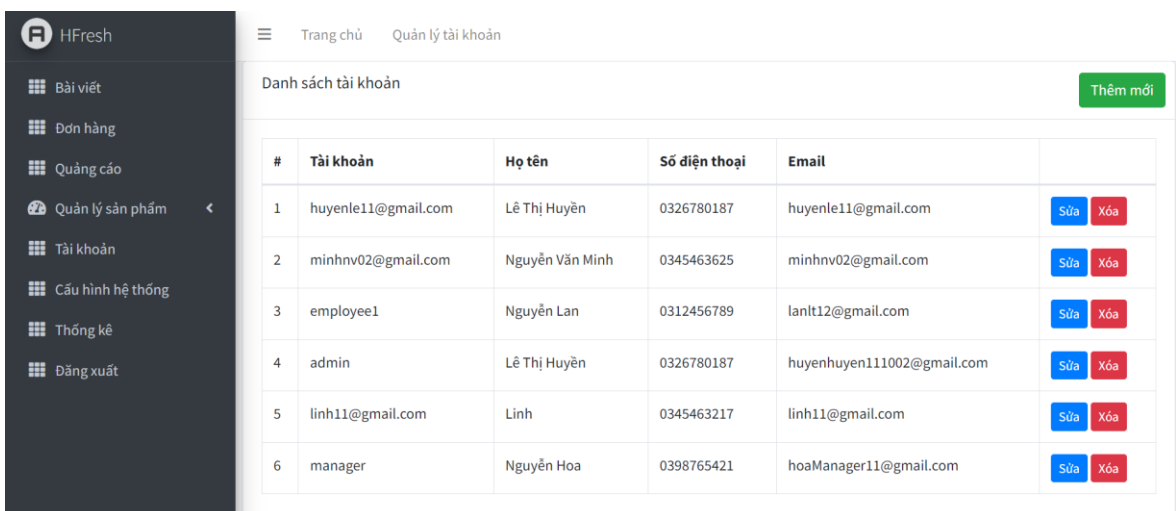 HFresh
Trang chủ Quản lý tài khoản
Bài viết
Đơn hàng
Quảng cáo
Quản lý sản phẩm
Tài khoản
Cấu hình hệ thống
Thống kê
Đăng xuất
Danh sách tài khoản
Thêm mới
# Tài khoản Họ tên Số điện thoại Email
1 huyenle11@gmail.com Lê Thị Huyền 0326780187 huyenle11@gmail.com Sửa Xóa
2 minhnv02@gmail.com Nguyễn Văn Minh 0345463625 minhnv02@gmail.com Sửa Xóa
3 employee1 Nguyễn Lan 0312456789 lanlt12@gmail.com Sửa Xóa
4 admin Lê Thị Huyền 0326780187 huyenhuyen111002@gmail.com Sửa Xóa
5 linh11@gmail.com Linh 0345463217 linh11@gmail.com Sửa Xóa
6 manager Nguyễn Hoa 0398765421 hoaManager11@gmail.com Sửa Xóa